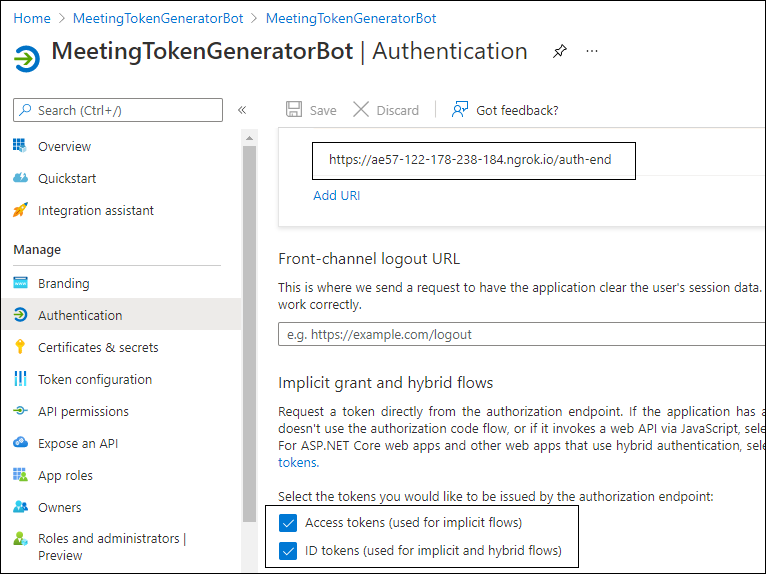 Home > MeetingTokenGeneratorBot > MeetingTokenGeneratorBot
MeetingTokenGeneratorBot | Authentication
Search (Ctrl+/)
Overview
Quickstart
Integration assistant
Manage
Branding
Authentication
Certificates & secrets
Token configuration
API permissions
Expose an API
App roles
Owners
Roles and administrators |
Preview
Save Discard Got feedback?
https://ae57-122-178-238-184.ngrok.io/auth-end
Add URI
Front-channel logout URL
This is where we send a request to have the application clear the user's session data.
work correctly.
e.g. https://example.com/logout
Implicit grant and hybrid flows
Request a token directly from the authorization endpoint. If the application has a
doesn't use the authorization code flow, or if it invokes a web API via JavaScript, sele
For ASP.NET Core web apps and other web apps that use hybrid authentication, sele
tokens.
Select the tokens you would like to be issued by the authorization endpoint:
Access tokens (used for implicit flows)
ID tokens (used for implicit and hybrid flows)